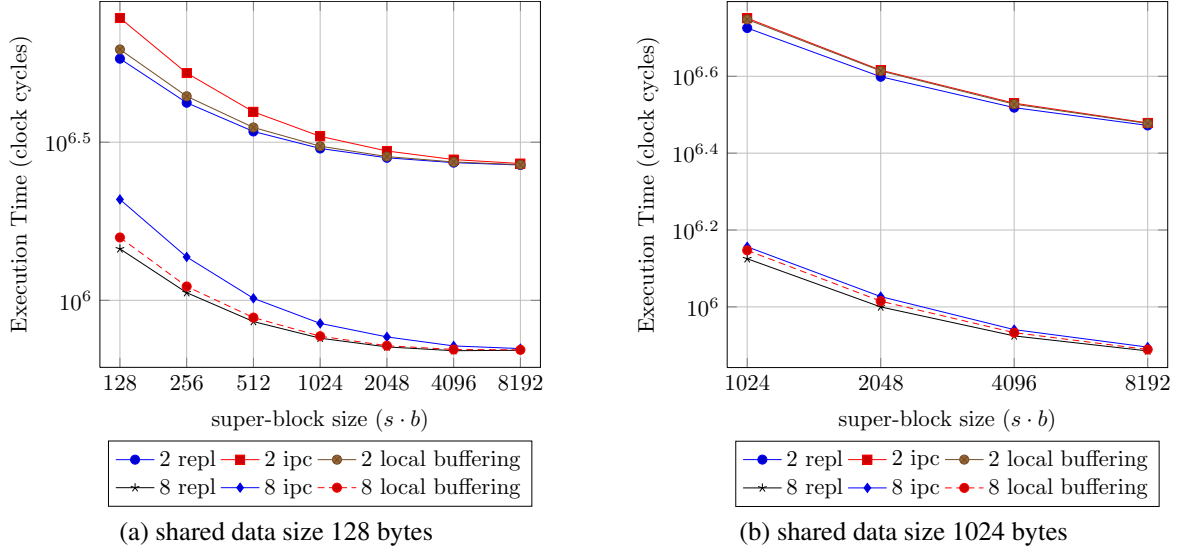 10^{6.5}
10^{6}
Execution Time (clock cycles)
128 256 512 1024 2048 4096 8192
super-block size (s · b)
2 repl 2 ipc 2 local buffering
8 repl 8 ipc 8 local buffering
(a) shared data size 128 bytes
10^{6.6}
10^{6.4}
10^{6.2}
10^{6}
Execution Time (clock cycles)
1024 2048 4096 8192
super-block size (s · b)
2 repl 2 ipc 2 local buffering
8 repl 8 ipc 8 local buffering
(b) shared data size 1024 bytes